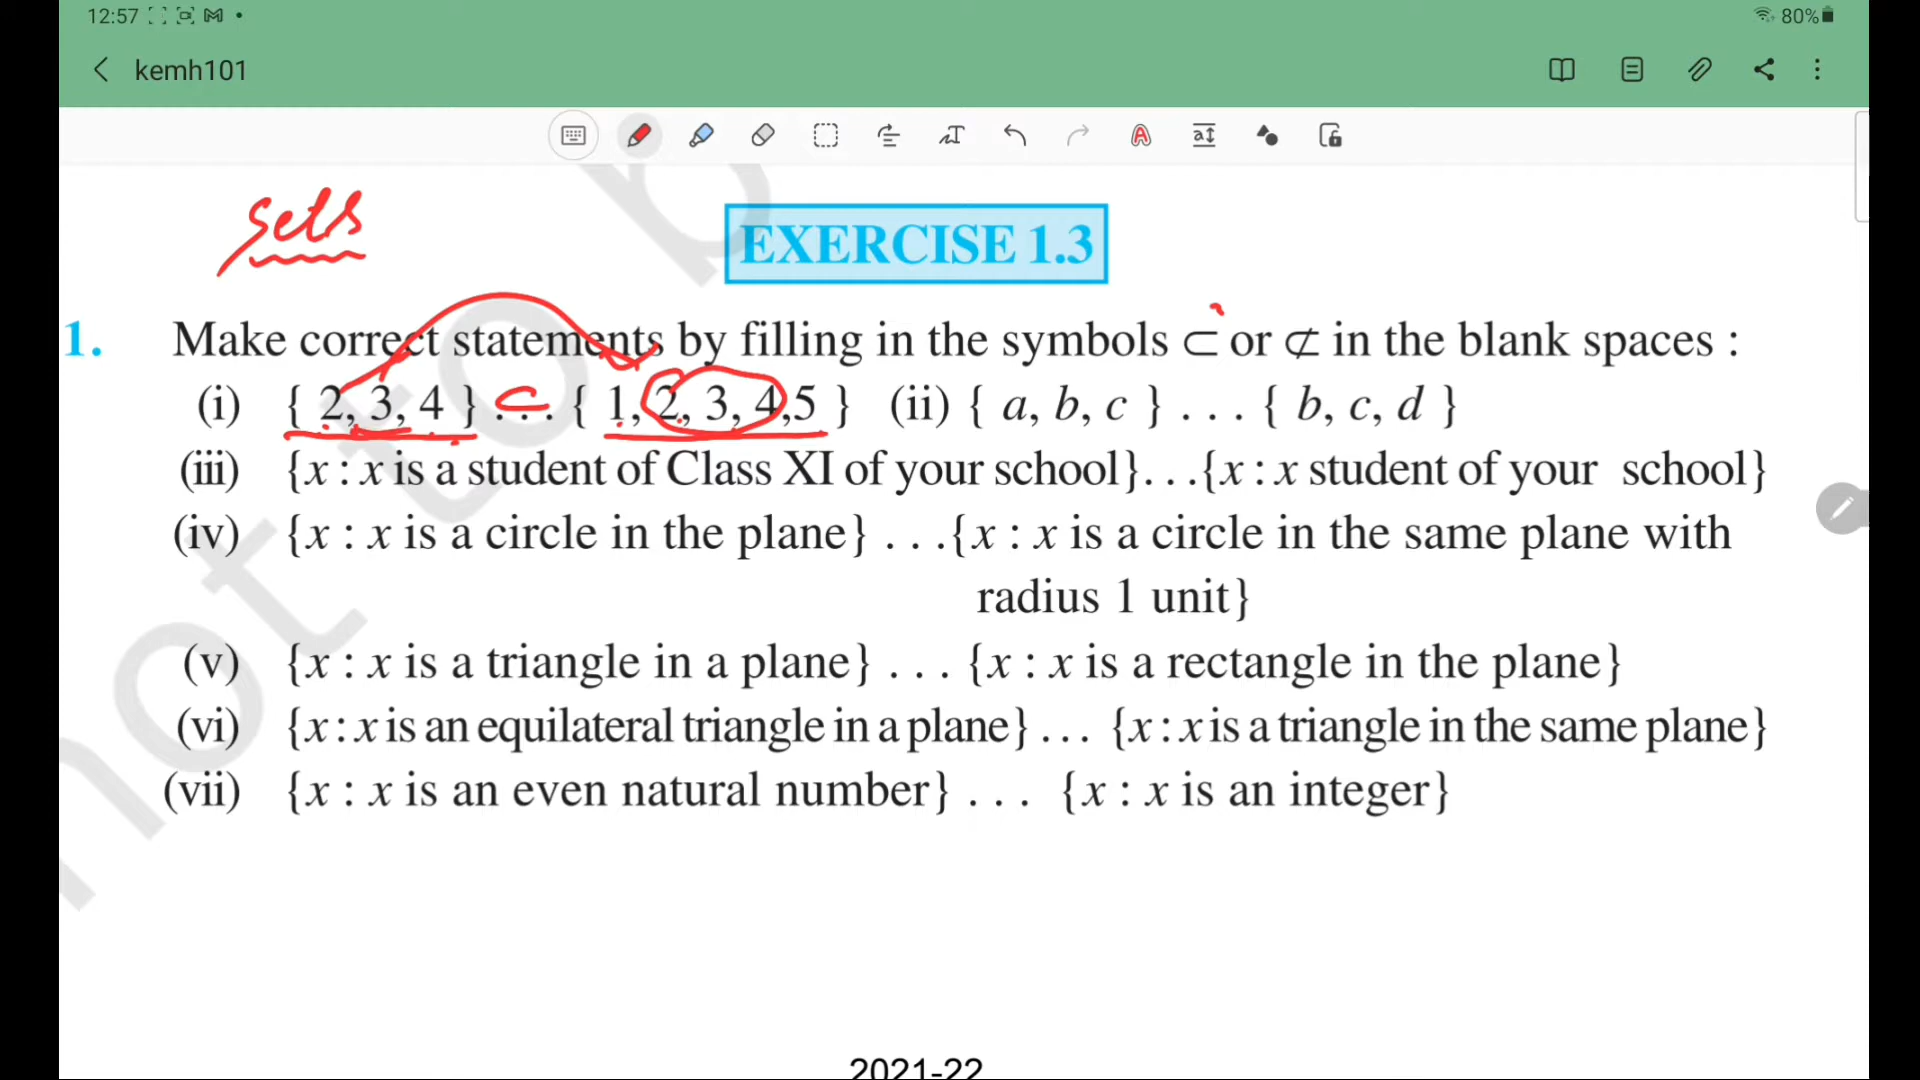 12:57
80%
kemh101
sets
EXERCISE 1.3
1. Make correct statements by filling in the symbols ⊂ or ⊄ in the blank spaces :
(i) { 2, 3, 4 } ⊂ . . . { 1, 2, 3, 4,5 } (ii) { a, b, c } . . . { b, c, d }
(iii) {x : x is a student of Class XI of your school}. . .{x : x student of your school}
(iv) {x : x is a circle in the plane} . . .{x : x is a circle in the same plane with
radius 1 unit}
(v) {x : x is a triangle in a plane} . . . {x : x is a rectangle in the plane}
(vi) {x : x is an equilateral triangle in a plane} . . . {x : x is a triangle in the same plane}
(vii) {x : x is an even natural number} . . . {x : x is an integer}
not to b
2021-22